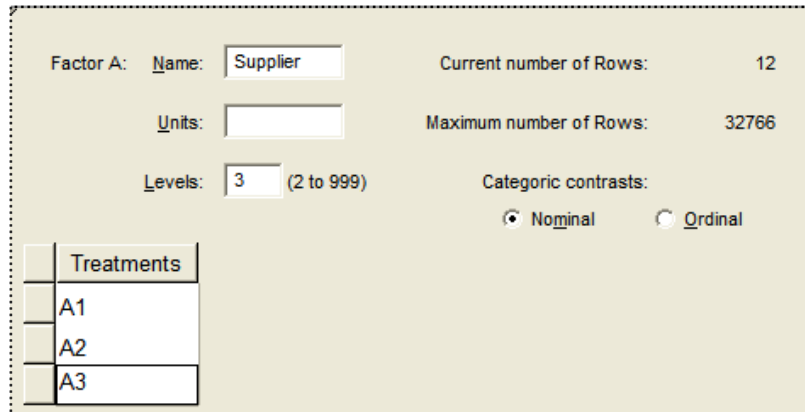 Factor A: Name: Supplier Current number of Rows: 12
Units: Maximum number of Rows: 32766
Levels: 3 (2 to 999) Categoric contrasts:
Nominal Ordinal
Treatments
A1
A2
A3